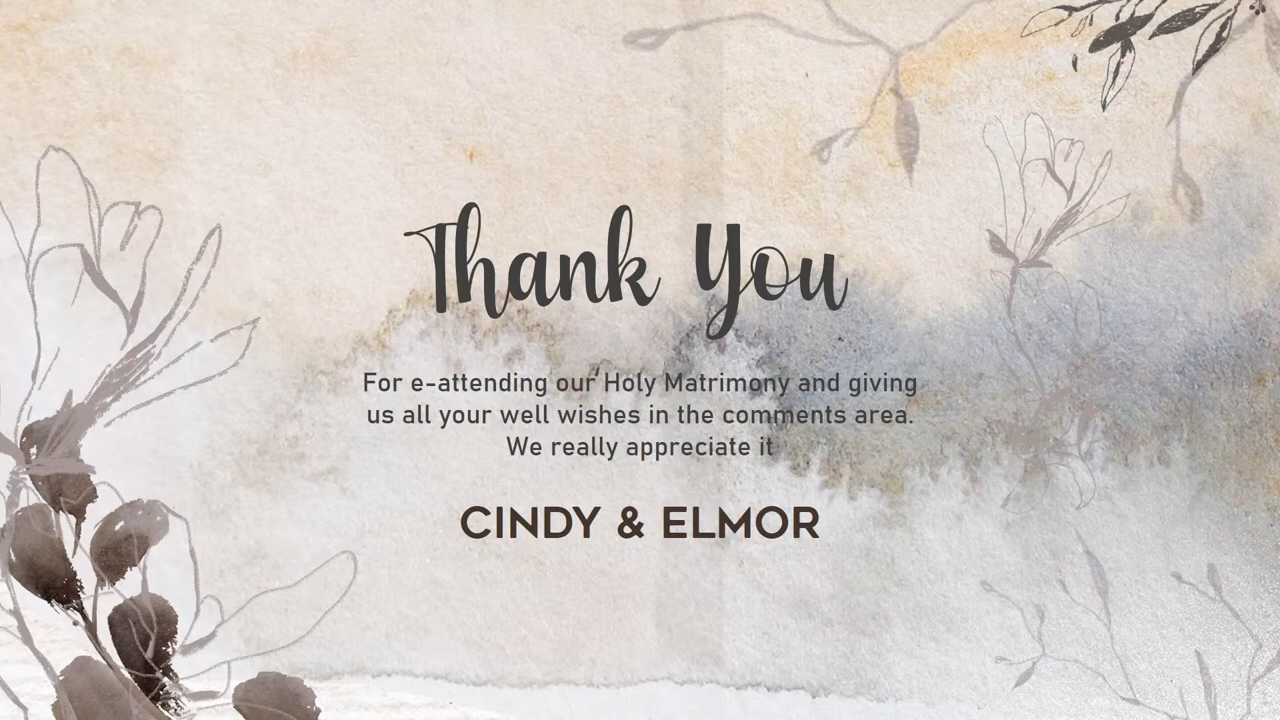 Thank You
For e-attending our Holy Matrimony and giving
us all your well wishes in the comments area.
We really appreciate it
CINDY & ELMOR